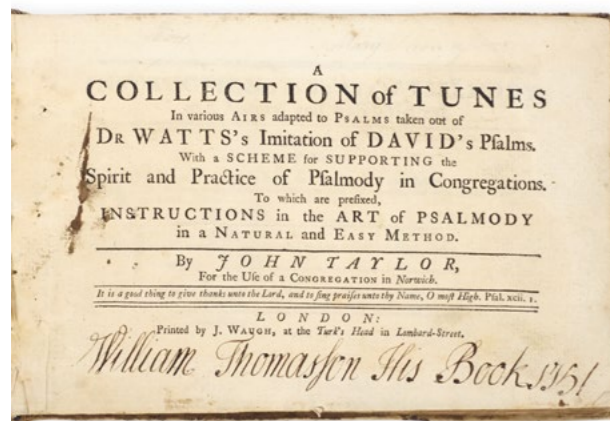 A
COLLECTION of TUNES
In various AIRS adapted to PSALMS taken out of
DR WATTS's Imitation of DAVID's Pſalms.
With a SCHEME for SUPPORTING the
Spirit and Practice of Pſalmody in Congregations.
To which are prefixed,
INSTRUCTIONS in the ART of PSALMODY
in a NATURAL and EASY METHOD.
By JOHN TAYLOR,
For the Uſe of a CONGREGATION in Norwich.
It is a good thing to give thanks unto the Lord, and to ſing praiſes unto thy Name, O moſt High. Pſal. xcii. 1.
LONDON:
Printed by J. WAUGH, at the Turk's Head in Lombard-Street.
William Thomaſson His Book 1751